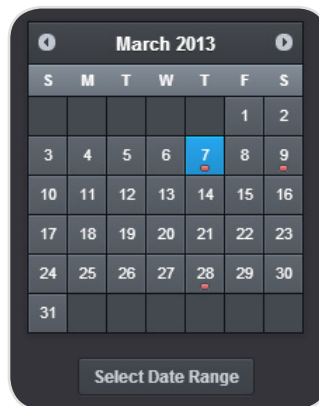 March 2013
S M T W T F S
1 2
3 4 5 6 7 8 9
10 11 12 13 14 15 16
17 18 19 20 21 22 23
24 25 26 27 28 29 30
31
Select Date Range